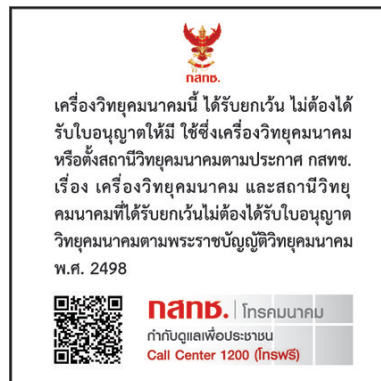 กสทช.
เครื่องวิทยุคมนาคมนี้ ได้รับยกเว้น ไม่ต้องได้
รับใบอนุญาตให้มี ใช้ซึ่งเครื่องวิทยุคมนาคม
หรือตั้งสถานีวิทยุคมนาคมตามประกาศ กสทช.
เรื่อง เครื่องวิทยุคมนาคม และสถานีวิทยุ
คมนาคมที่ได้รับยกเว้นไม่ต้องได้รับใบอนุญาต
วิทยุคมนาคมตามพระราชบัญญัติวิทยุคมนาคม
พ.ศ. 2498
กสทช. | โทรคมนาคม
กำกับดูแลเพื่อประชาชน
Call Center 1200 (โทรฟรี)